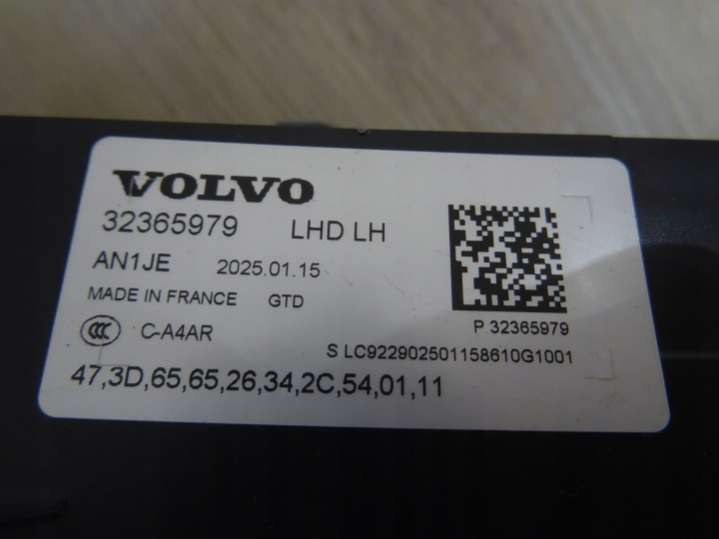 VOLVO
32365979 LHD LH
AN1JE 2025.01.15
MADE IN FRANCE GTD
P 32365979
CCC C-A4AR
S LC922902501158610G1001
47,3D,65,65,26,34,2C,54,01,11